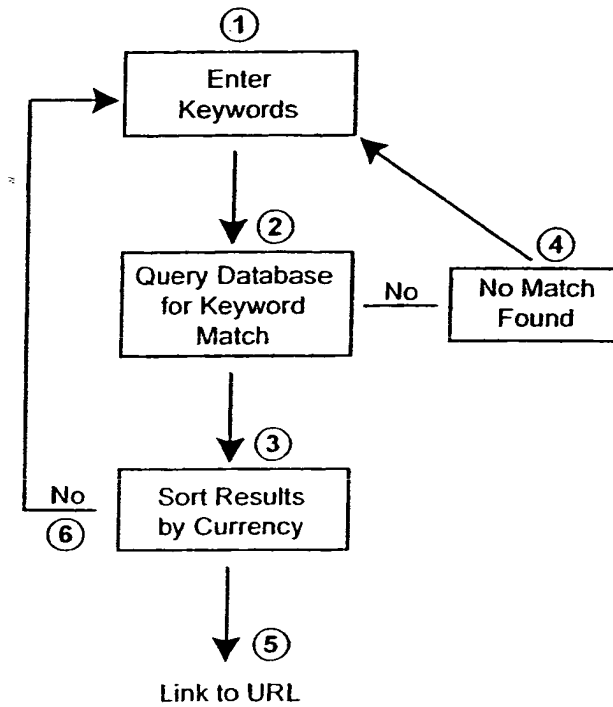 1
Enter
Keywords
2
Query Database
for Keyword
Match
No
4
No Match
Found
3
Sort Results
by Currency
No
6
5
Link to URL